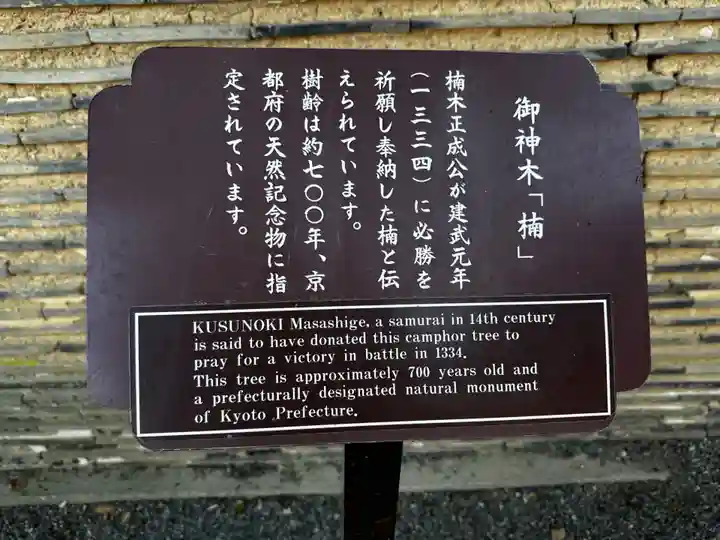 御神木「楠」
楠木正成公が建武元年
(一三三四)に必勝を
祈願し奉納した楠と伝
えられています。
樹齢は約七〇〇年、京
都府の天然記念物に指
定されています。
KUSUNOKI Masashige, a samurai in 14th century
is said to have donated this camphor tree to
pray for a victory in battle in 1334.
This tree is approximately 700 years old and
a prefecturally designated natural monument
of Kyoto Prefecture.